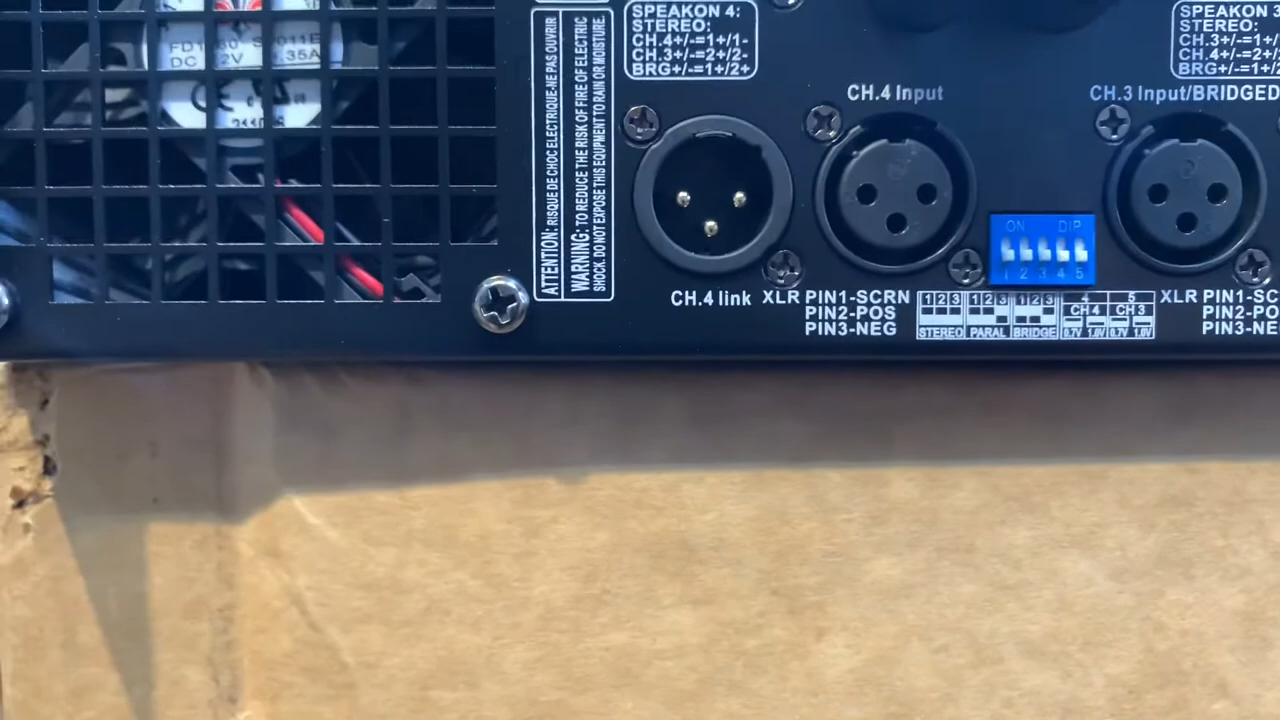 SPEAKON 4:
STEREO:
CH.4+/-=1+/1-
CH.3+/-=2+/2-
BRG+/-=1+/2+
SPEAKON 3
STEREO:
CH.3+/-=1+/
CH.4+/-=2+/
BRG+/-=1+/2
DC 2V .35A
CE
ATTENTION: RISQUE DE CHOC ELECTRIQUE-NE PAS OUVRIR
WARNING: TO REDUCE THE RISK OF FIRE OF ELECTRIC
SHOCK. DO NOT EXPOSE THIS EQUIPMENT TO RAIN OR MOISTURE.
CH.4 Input
CH.3 Input/BRIDGED
ON DIP
1 2 3 4 5
CH.4 link
XLR PIN1-SCRN
PIN2-POS
PIN3-NEG
1 2 3 1 2 3 1 2 3 4 5
CH 4 CH 3
STEREO PARAL BRIDGE 0.7V 1.0V 0.7V 1.0V
XLR PIN1-SC
PIN2-PO
PIN3-NE